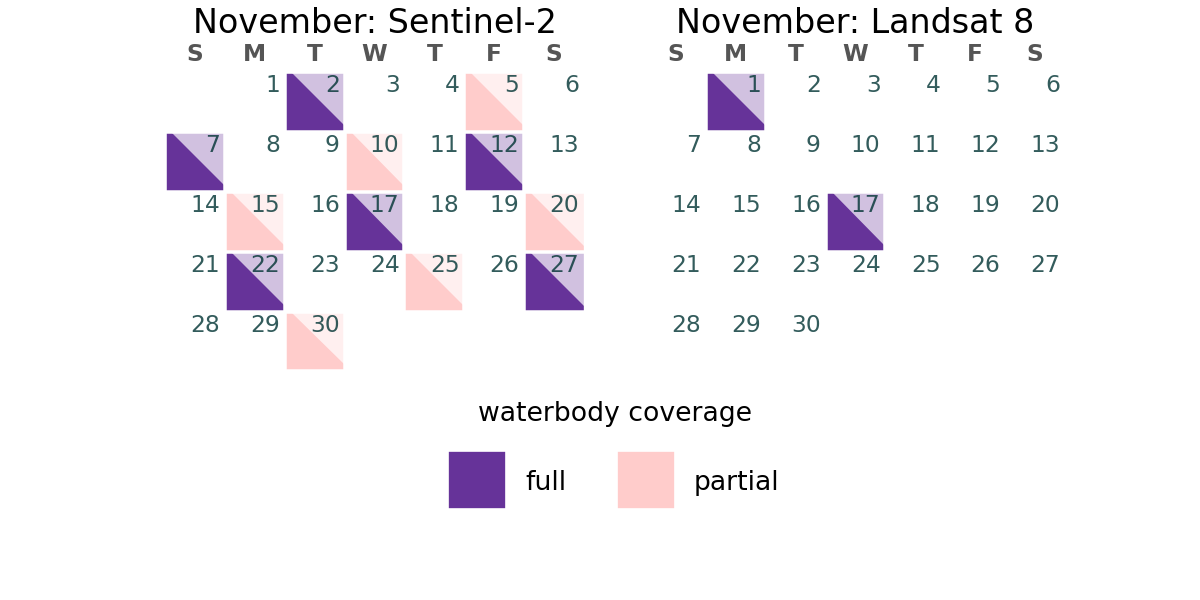 November: Sentinel-2
S M T W T F S
1 2 3 4 5 6
7 8 9 10 11 12 13
14 15 16 17 18 19 20
21 22 23 24 25 26 27
28 29 30
November: Landsat 8
S M T W T F S
1 2 3 4 5 6
7 8 9 10 11 12 13
14 15 16 17 18 19 20
21 22 23 24 25 26 27
28 29 30
waterbody coverage
full partial